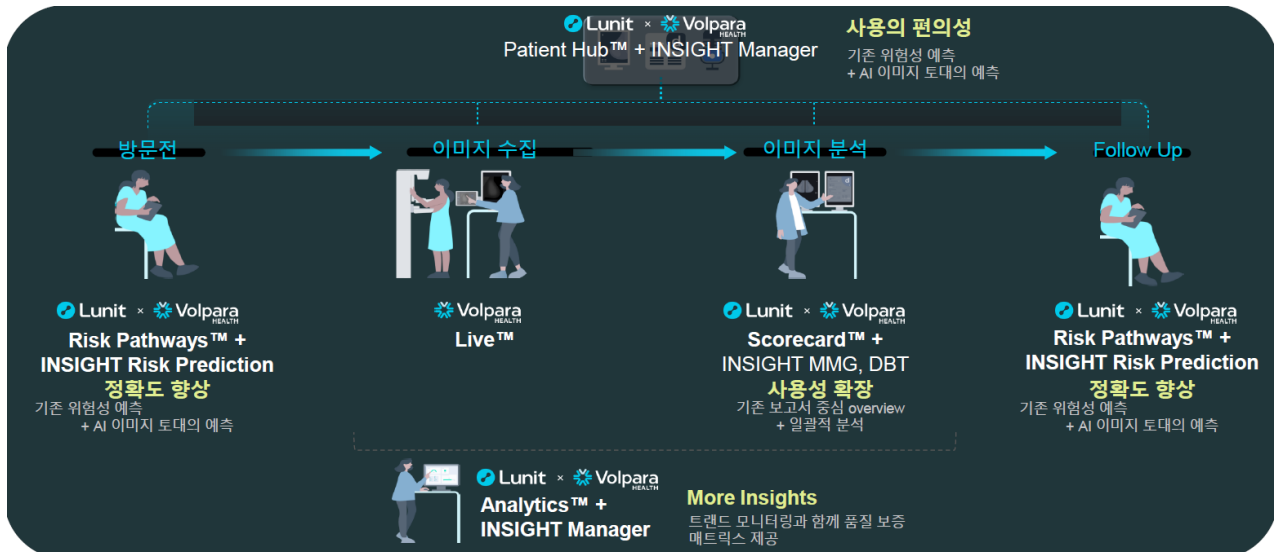 Lunit × Volpara HEALTH
Patient Hub™ + INSIGHT Manager
사용의 편의성
기존 위험성 예측
+ AI 이미지 토대의 예측
방문전
이미지 수집
이미지 분석
Follow Up
Lunit × Volpara HEALTH
Risk Pathways™ +
INSIGHT Risk Prediction
정확도 향상
기존 위험성 예측
+ AI 이미지 토대의 예측
Volpara HEALTH
Live™
Lunit × Volpara HEALTH
Scorecard™ +
INSIGHT MMG, DBT
사용성 확장
기존 보고서 중심 overview
+ 일괄적 분석
Lunit × Volpara HEALTH
Risk Pathways™ +
INSIGHT Risk Prediction
정확도 향상
기존 위험성 예측
+ AI 이미지 토대의 예측
Lunit × Volpara HEALTH
Analytics™ +
INSIGHT Manager
More Insights
트랜드 모니터링과 함께 품질 보증
매트릭스 제공